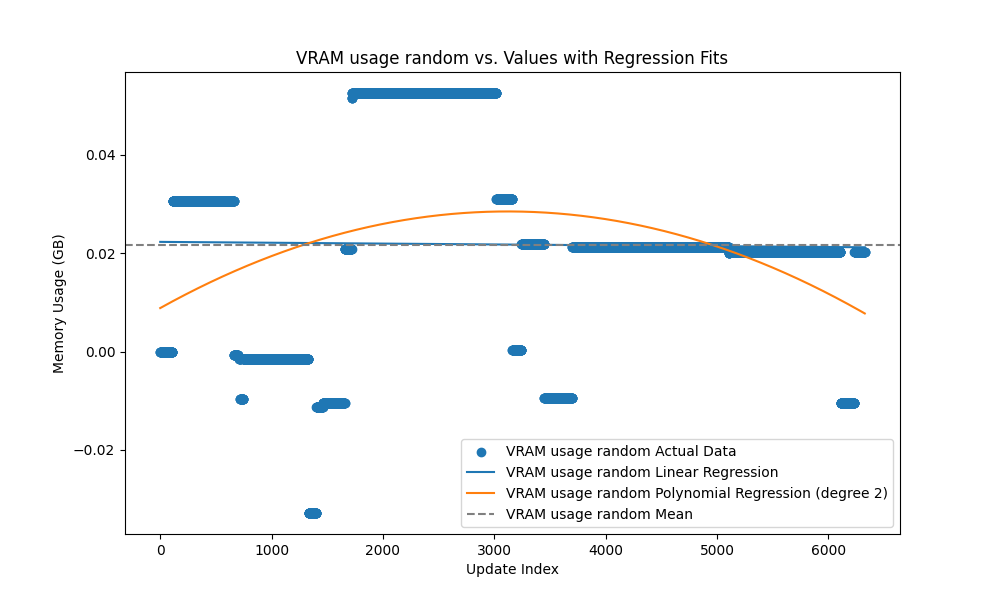 VRAM usage random vs. Values with Regression Fits
Memory Usage (GB)
0.04
0.02
0.00
−0.02
VRAM usage random Actual Data
VRAM usage random Linear Regression
VRAM usage random Polynomial Regression (degree 2)
VRAM usage random Mean
0 1000 2000 3000 4000 5000 6000
Update Index